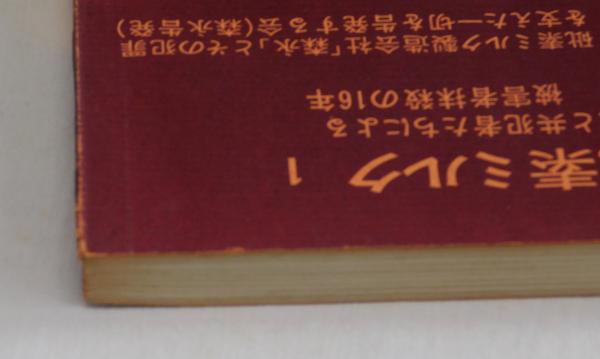 素ミルク 1
と共犯者たちによる
被害者抹殺の16年
砒素ミルク製造会社「森永」とその犯罪
を支えた一切を告発する会(森永告発)